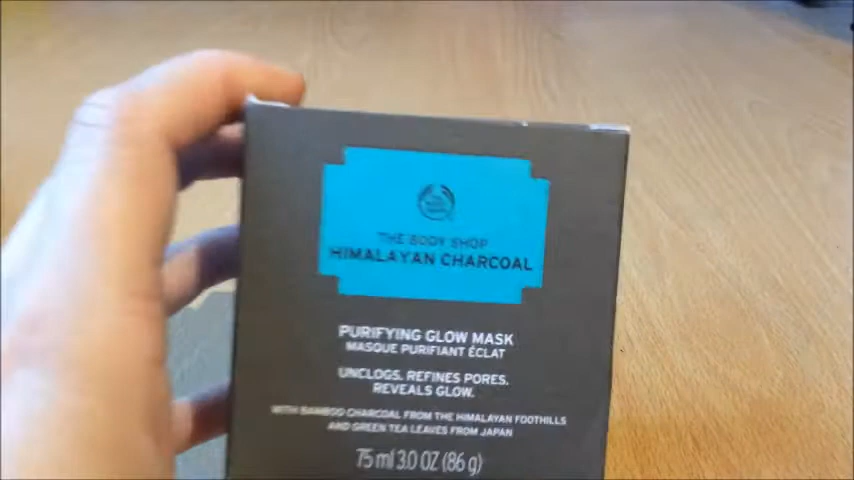 THE BODY SHOP
HIMALAYAN CHARCOAL
PURIFYING GLOW MASK
MASQUE PURIFIANT ÉCLAT
UNCLOGS, REFINES PORES,
REVEALS GLOW.
WITH BAMBOO CHARCOAL FROM THE HIMALAYAN FOOTHILLS
AND GREEN TEA LEAVES FROM JAPAN
75 ml 3.0 OZ (86 g)